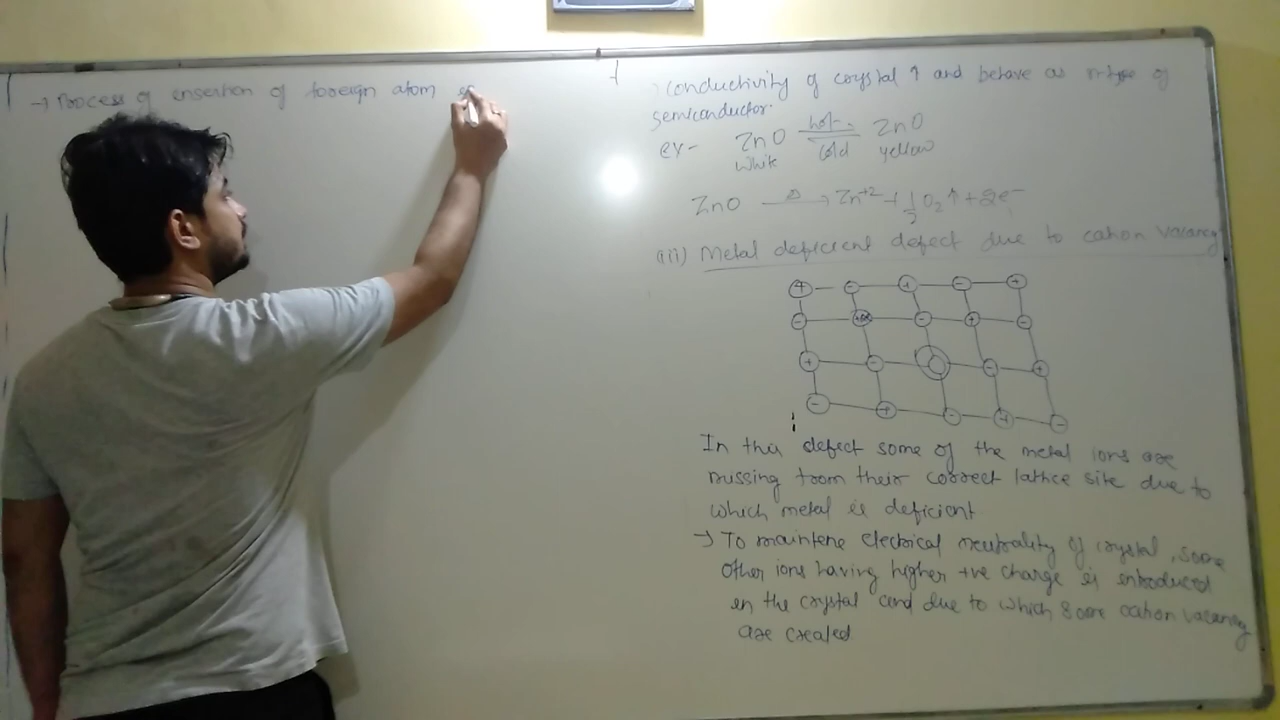 → Process of insertion of foreign atom
Conductivity of crystal ↑ and behave as n-type of
semiconductor.
ex- ZnO hot ZnO
White cold yellow
ZnO Δ→ Zn+2 + 1/2 O2 ↑ + 2e-
(iii) Metal deficient defect due to cation vacancy
+ - + - +
- - + -
+ - - +
- + - + -
In this defect some of the metal ions are
missing from their correct lattice site due to
which metal is deficient
→ To maintene electrical neutrality of crystal, some
other ions having higher +ve charge is introduced
in the crystal and due to which some cation vacancy
are created